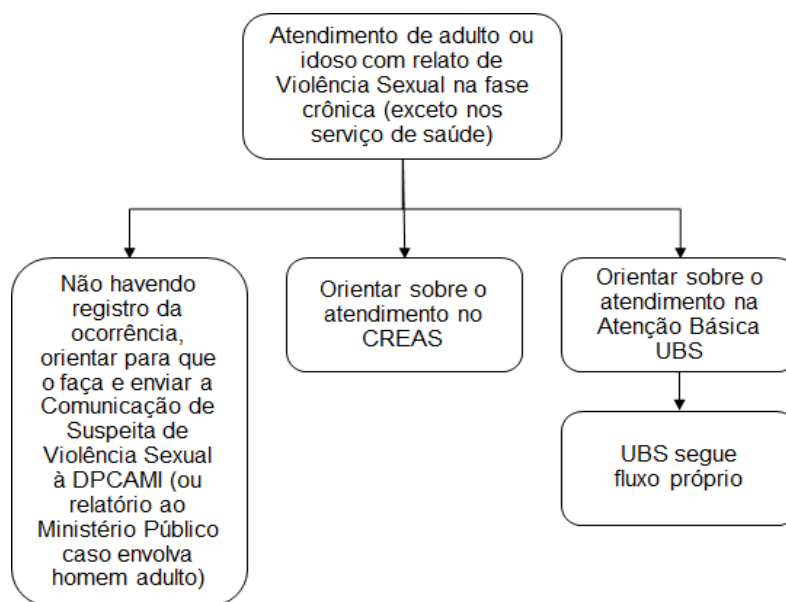 Atendimento de adulto ou
idoso com relato de
Violência Sexual na fase
crônica (exceto nos
serviço de saúde)
Não havendo
registro da
ocorrência,
orientar para que
o faça e enviar a
Comunicação de
Suspeita de
Violência Sexual
à DPCAMI (ou
relatório ao
Ministério Público
caso envolva
homem adulto)
Orientar sobre o
atendimento no
CREAS
Orientar sobre o
atendimento na
Atenção Básica
UBS
UBS segue
fluxo próprio